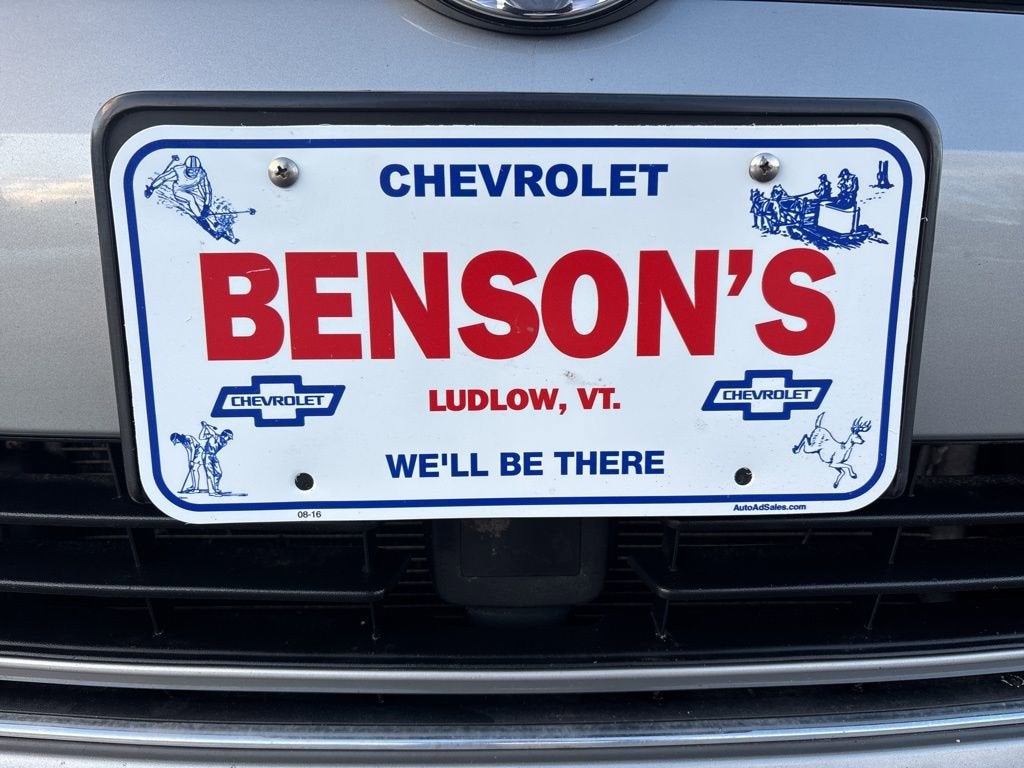 CHEVROLET
BENSON'S
CHEVROLET
LUDLOW, VT.
CHEVROLET
WE'LL BE THERE
08-16
AutoAdSales.com